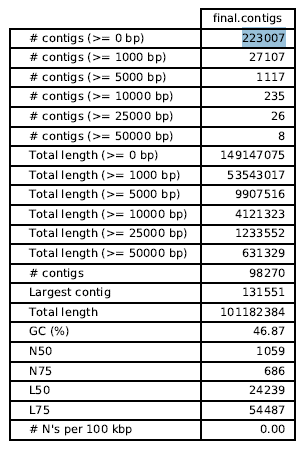 final.contigs
# contigs (>= 0 bp) 223007
# contigs (>= 1000 bp) 27107
# contigs (>= 5000 bp) 1117
# contigs (>= 10000 bp) 235
# contigs (>= 25000 bp) 26
# contigs (>= 50000 bp) 8
Total length (>= 0 bp) 149147075
Total length (>= 1000 bp) 53543017
Total length (>= 5000 bp) 9907516
Total length (>= 10000 bp) 4121323
Total length (>= 25000 bp) 1233552
Total length (>= 50000 bp) 631329
# contigs 98270
Largest contig 131551
Total length 101182384
GC (%) 46.87
N50 1059
N75 686
L50 24239
L75 54487
# N's per 100 kbp 0.00